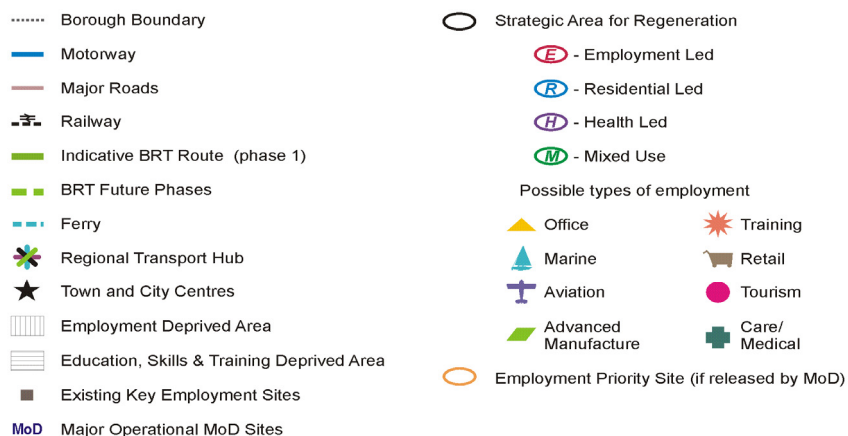 Borough Boundary
Motorway
Major Roads
Railway
Indicative BRT Route (phase 1)
BRT Future Phases
Ferry
Regional Transport Hub
Town and City Centres
Employment Deprived Area
Education, Skills & Training Deprived Area
Existing Key Employment Sites
MoD Major Operational MoD Sites
Strategic Area for Regeneration
E - Employment Led
R - Residential Led
H - Health Led
M - Mixed Use
Possible types of employment
Office
Marine
Aviation
Advanced
Manufacture
Training
Retail
Tourism
Care/
Medical
Employment Priority Site (if released by MoD)